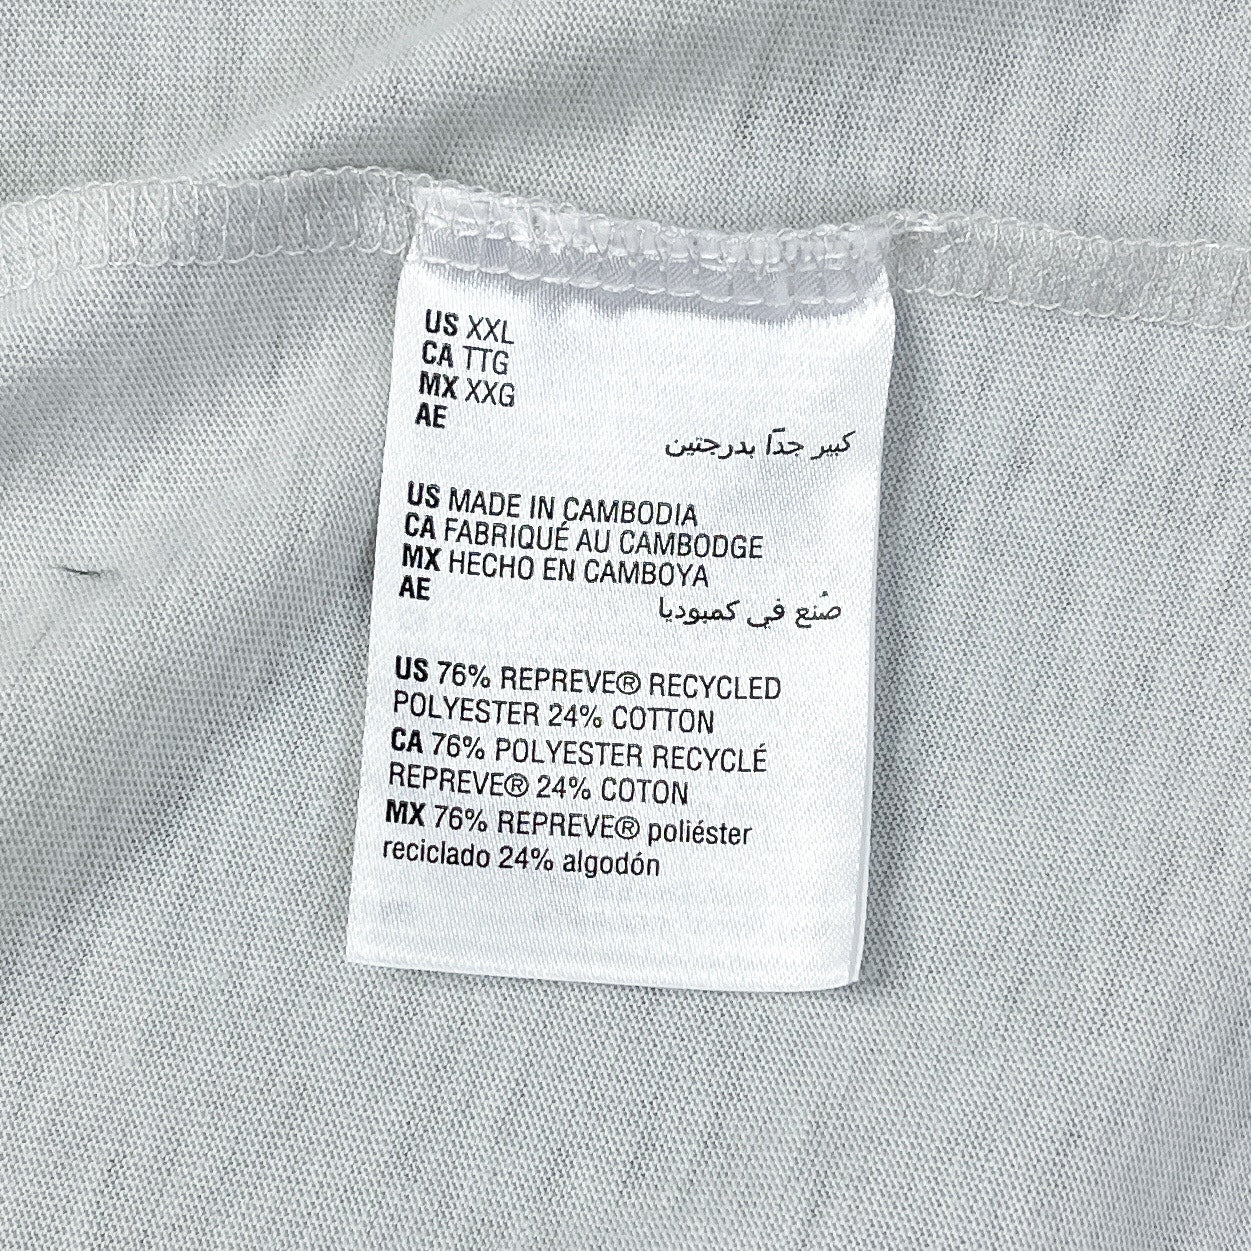 US XXL
CA TTG
MX XXG
AE
كبير جدًا بدرجتين
US MADE IN CAMBODIA
CA FABRIQUÉ AU CAMBODGE
MX HECHO EN CAMBOYA
AE
صُنع في كمبوديا
US 76% REPREVE® RECYCLED
POLYESTER 24% COTTON
CA 76% POLYESTER RECYCLÉ
REPREVE® 24% COTON
MX 76% REPREVE® poliéster
reciclado 24% algodón